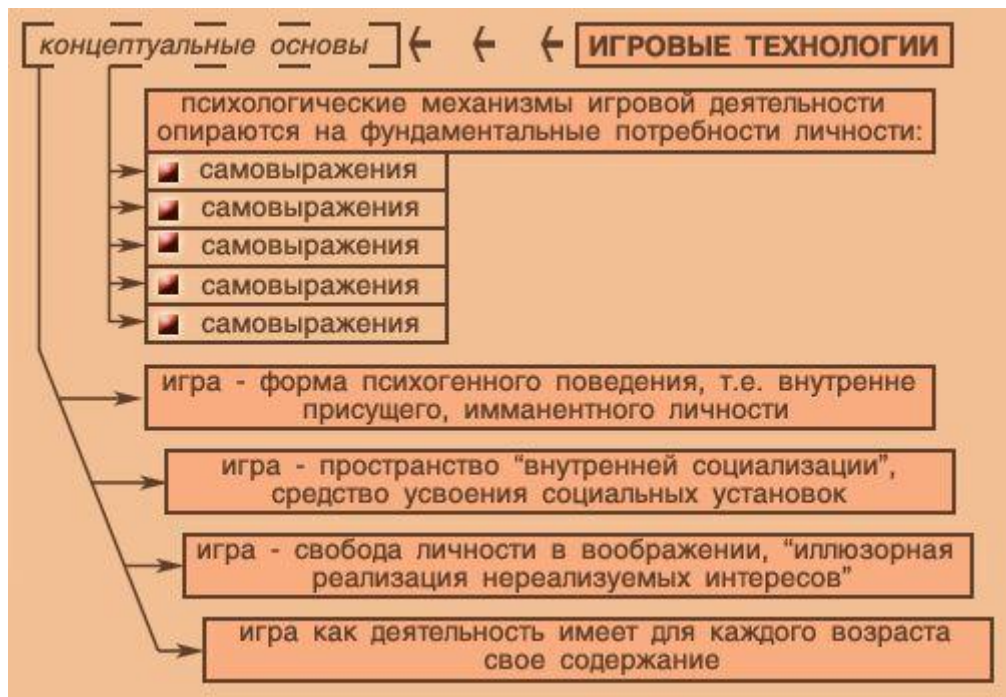 концептуальные основы
ИГРОВЫЕ ТЕХНОЛОГИИ
психологические механизмы игровой деятельности
опираются на фундаментальные потребности личности:
самовыражения
самовыражения
самовыражения
самовыражения
самовыражения
игра - форма психогенного поведения, т.е. внутренне
присущего, имманентного личности
игра - пространство “внутренней социализации”,
средство усвоения социальных установок
игра - свобода личности в воображении, “иллюзорная
реализация нереализуемых интересов”
игра как деятельность имеет для каждого возраста
свое содержание